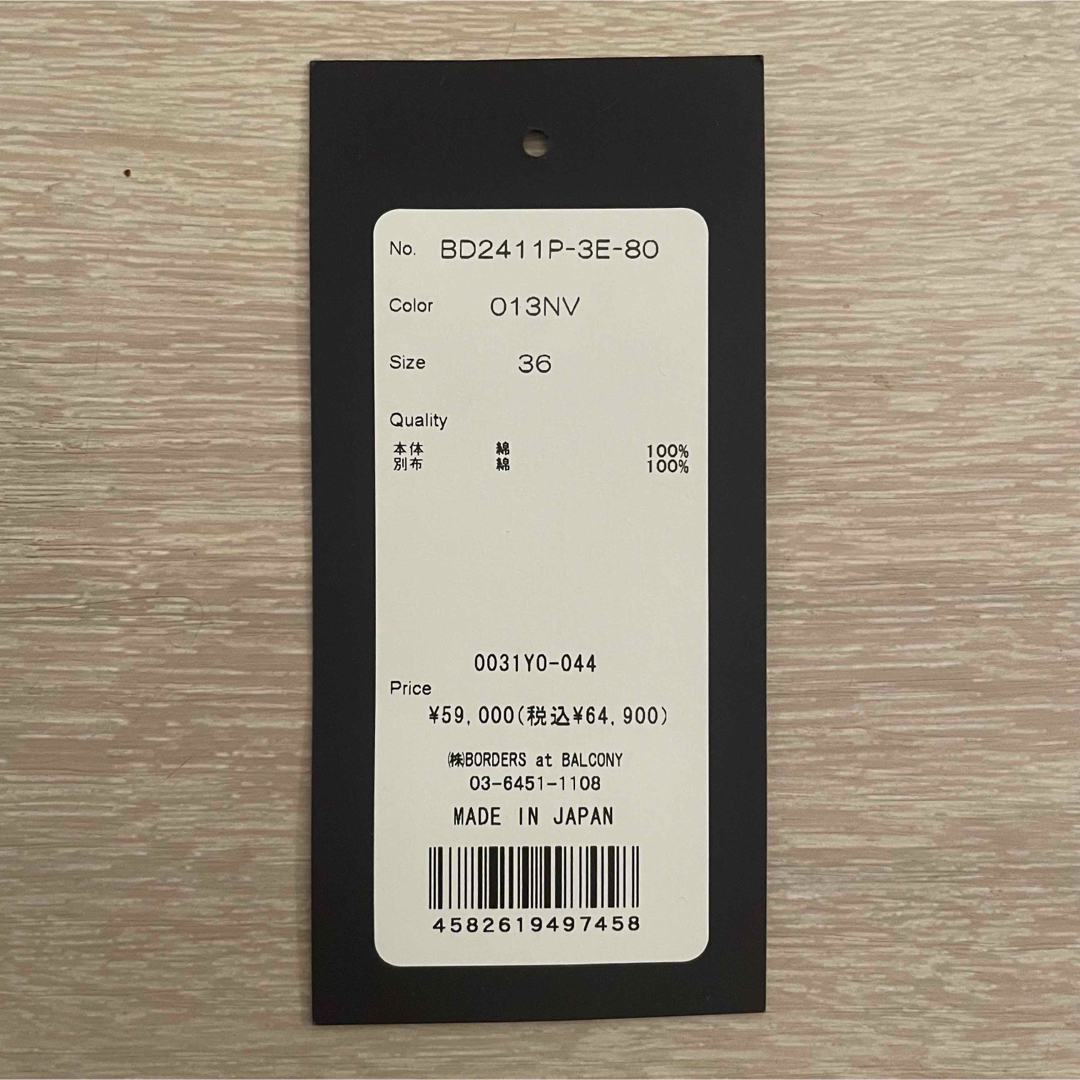 No. BD2411P-3E-80
Color 013NV
Size 36
Quality
本体 綿 100%
別布 綿 100%
0031Y0-044
Price
¥59,000(税込¥64,900)
㈱BORDERS at BALCONY
03-6451-1108
MADE IN JAPAN
4582619497458